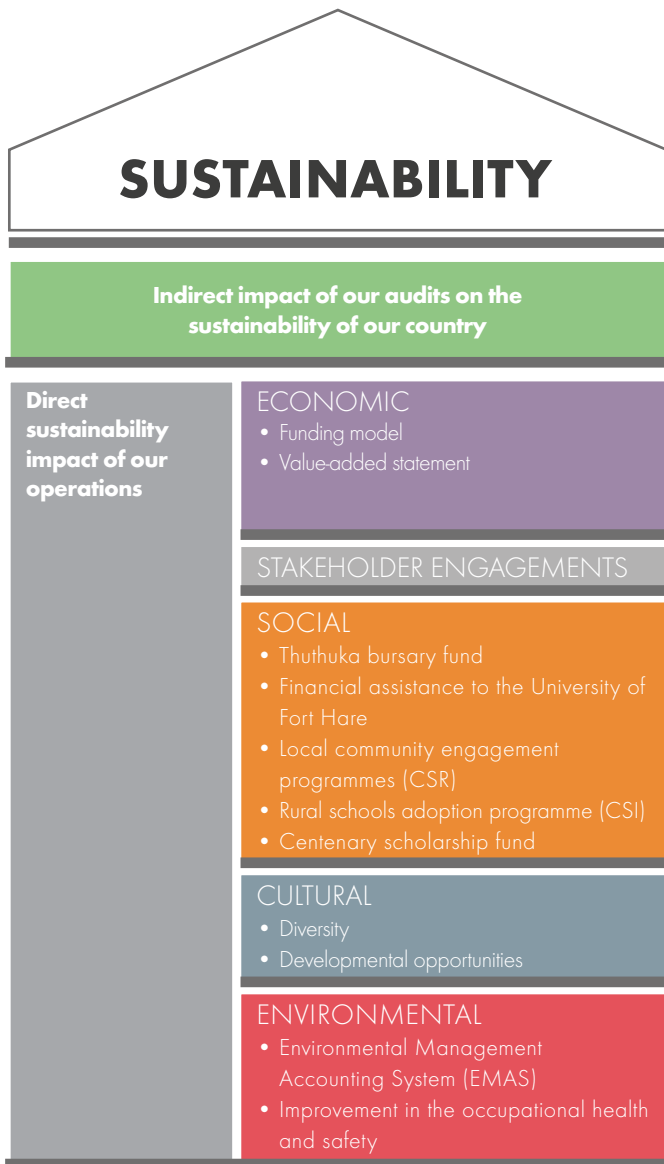 SUSTAINABILITY
Indirect impact of our audits on the
sustainability of our country
Direct
sustainability
impact of our
operations
ECONOMIC
• Funding model
• Value-added statement
STAKEHOLDER ENGAGEMENTS
SOCIAL
• Thuthuka bursary fund
• Financial assistance to the University of
Fort Hare
• Local community engagement
programmes (CSR)
• Rural schools adoption programme (CSI)
• Centenary scholarship fund
CULTURAL
• Diversity
• Developmental opportunities
ENVIRONMENTAL
• Environmental Management
Accounting System (EMAS)
• Improvement in the occupational health
and safety